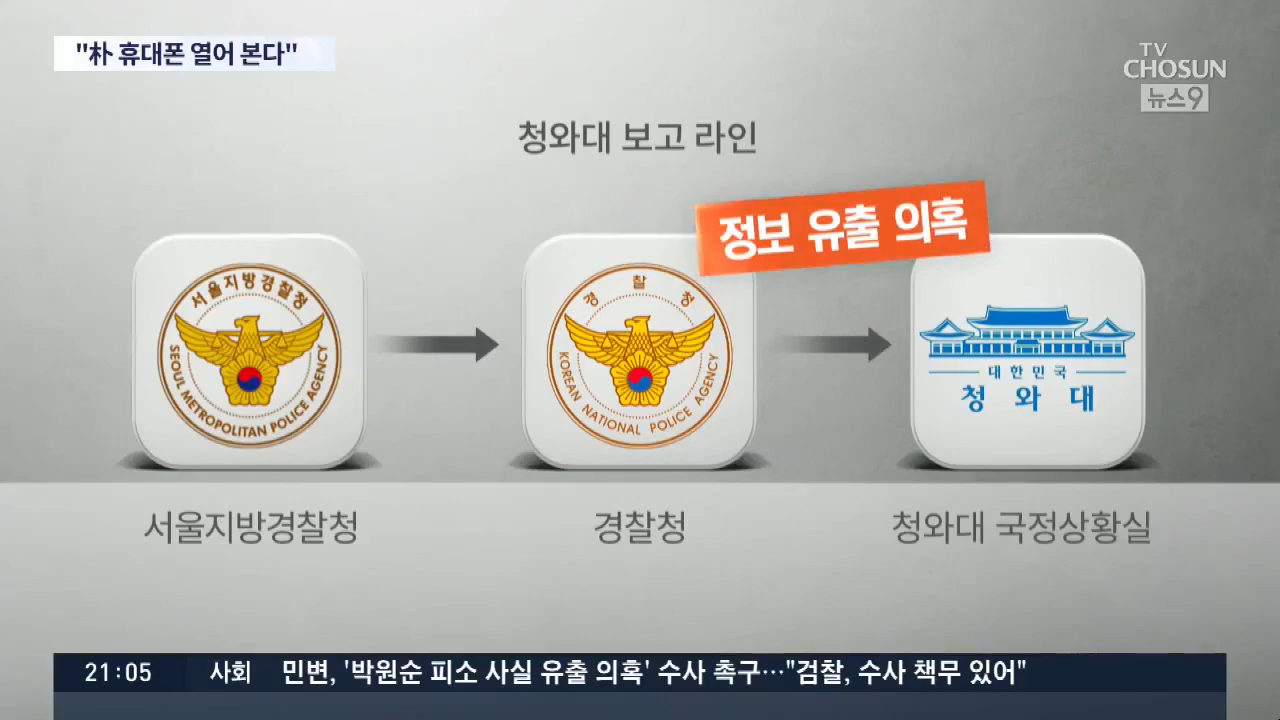 "朴 휴대폰 열어 본다"
TV
CHOSUN
뉴스9
청와대 보고 라인
정보 유출 의혹
서울지방경찰청
SEOUL METROPOLITAN POLICE AGENCY
경찰청
KOREAN NATIONAL POLICE AGENCY
대한민국
청와대
서울지방경찰청
경찰청
청와대 국정상황실
21:05 사회 민변, '박원순 피소 사실 유출 의혹' 수사 촉구…"검찰, 수사 책무 있어"